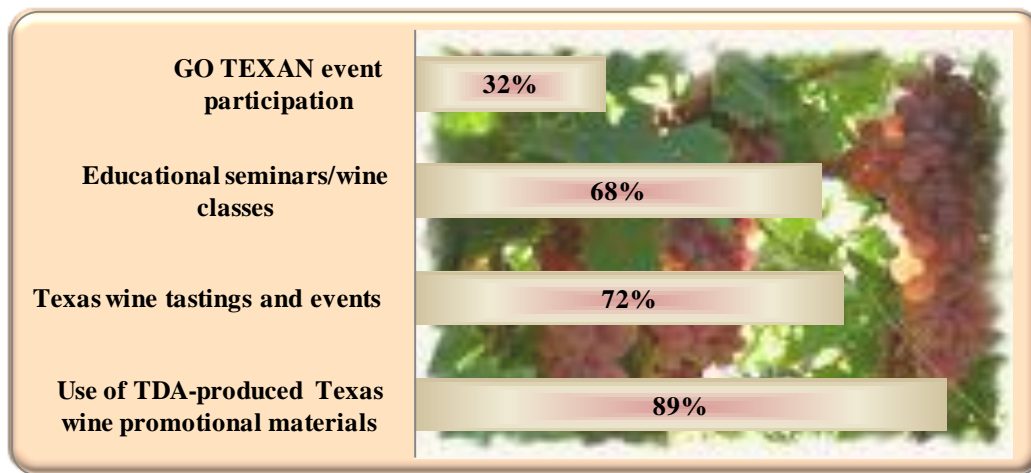 GO TEXAN event
participation
32%
Educational seminars/wine
classes
68%
Texas wine tastings and events
72%
Use of TDA-produced Texas
wine promotional materials
89%